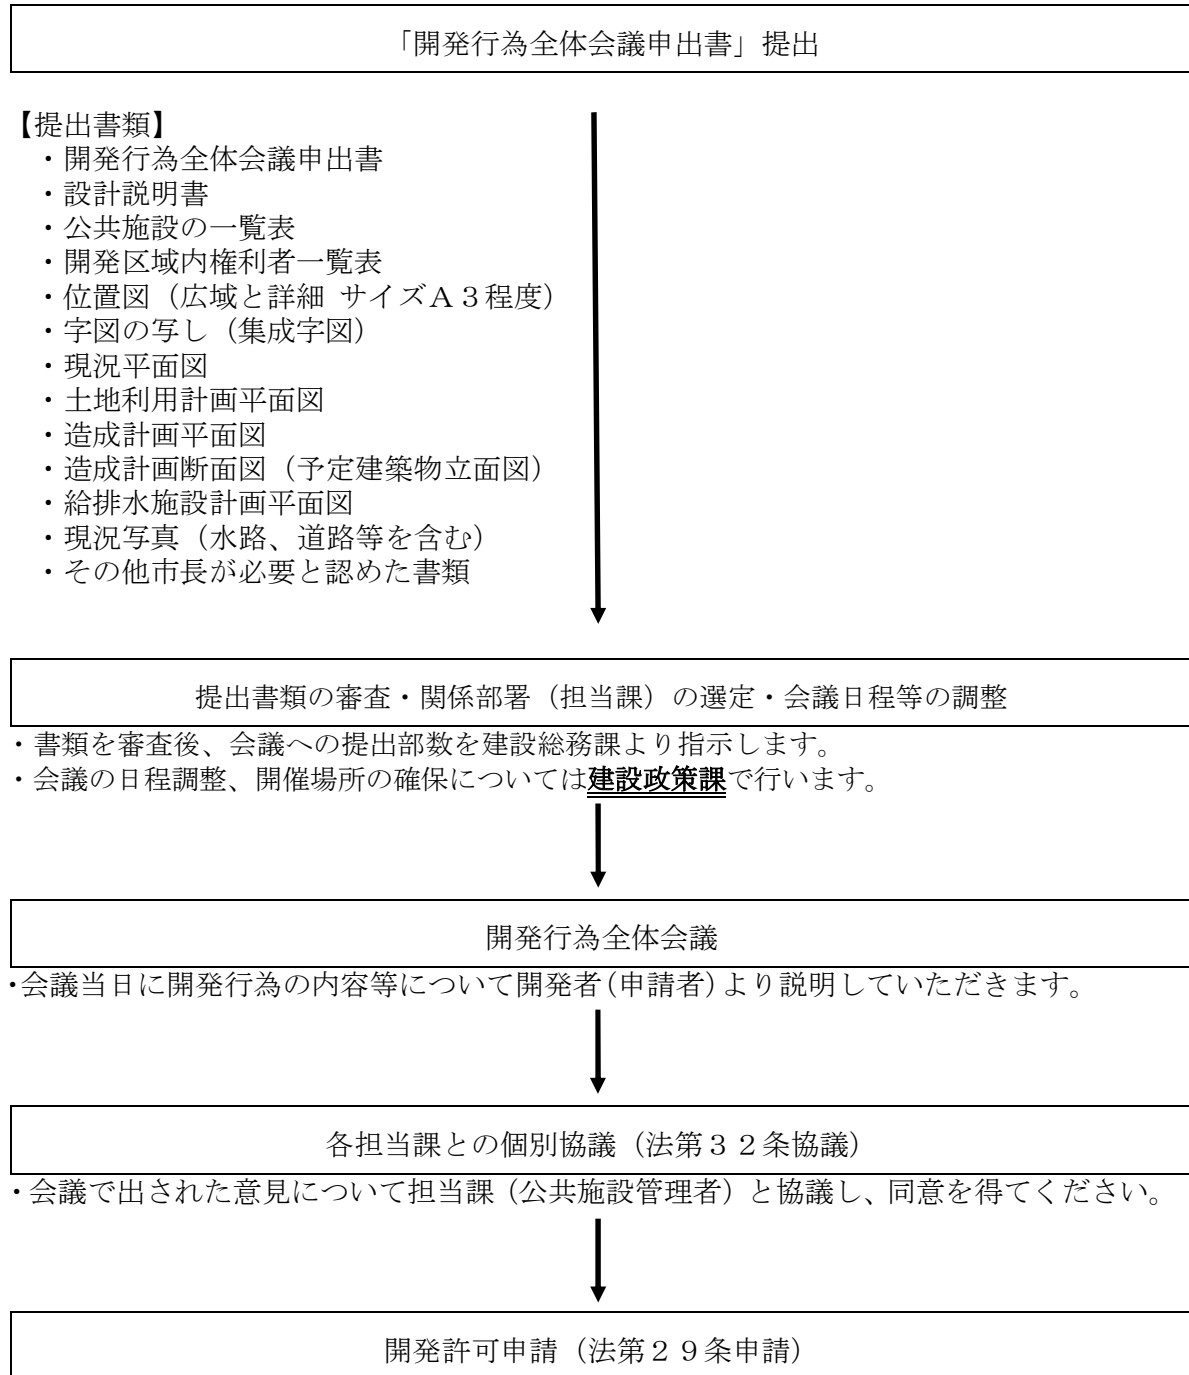 「開発行為全体会議申出書」提出
【提出書類】
・開発行為全体会議申出書
・設計説明書
・公共施設の一覧表
・開発区域内権利者一覧表
・位置図（広域と詳細 サイズＡ３程度）
・字図の写し（集成字図）
・現況平面図
・土地利用計画平面図
・造成計画平面図
・造成計画断面図（予定建築物立面図）
・給排水施設計画平面図
・現況写真（水路、道路等を含む）
・その他市長が必要と認めた書類
提出書類の審査・関係部署（担当課）の選定・会議日程等の調整
・書類を審査後、会議への提出部数を建設総務課より指示します。
・会議の日程調整、開催場所の確保については建設政策課で行います。
開発行為全体会議
・会議当日に開発行為の内容等について開発者（申請者）より説明していただきます。
各担当課との個別協議（法第３２条協議）
・会議で出された意見について担当課（公共施設管理者）と協議し、同意を得てください。
開発許可申請（法第２９条申請）